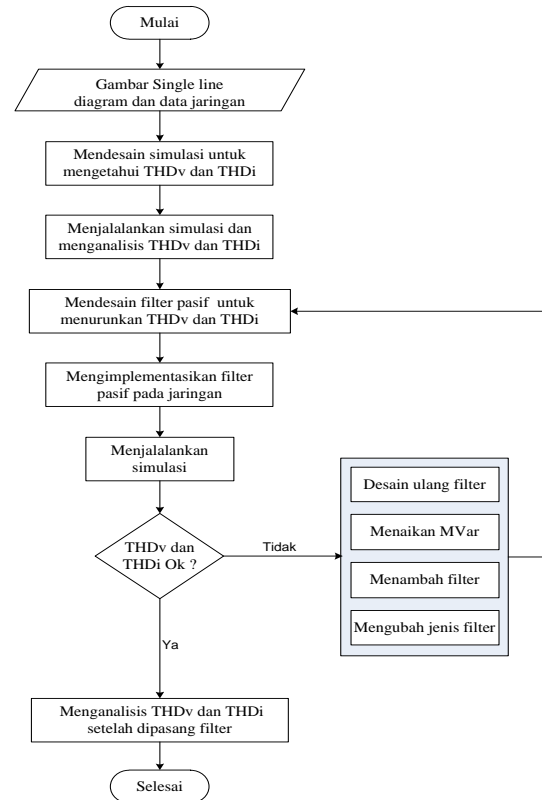 Mulai
Gambar Single line
diagram dan data jaringan
Mendesain simulasi untuk
mengetahui THDv dan THDi
Menjalalankan simulasi dan
menganalisis THDv dan THDi
Mendesain filter pasif untuk
menurunkan THDv dan THDi
Mengimplementasikan filter
pasif pada jaringan
Menjalalankan
simulasi
THDv dan
THDi Ok ?
Tidak
Desain ulang filter
Menaikan MVar
Menambah filter
Mengubah jenis filter
Ya
Menganalisis THDv dan THDi
setelah dipasang filter
Selesai